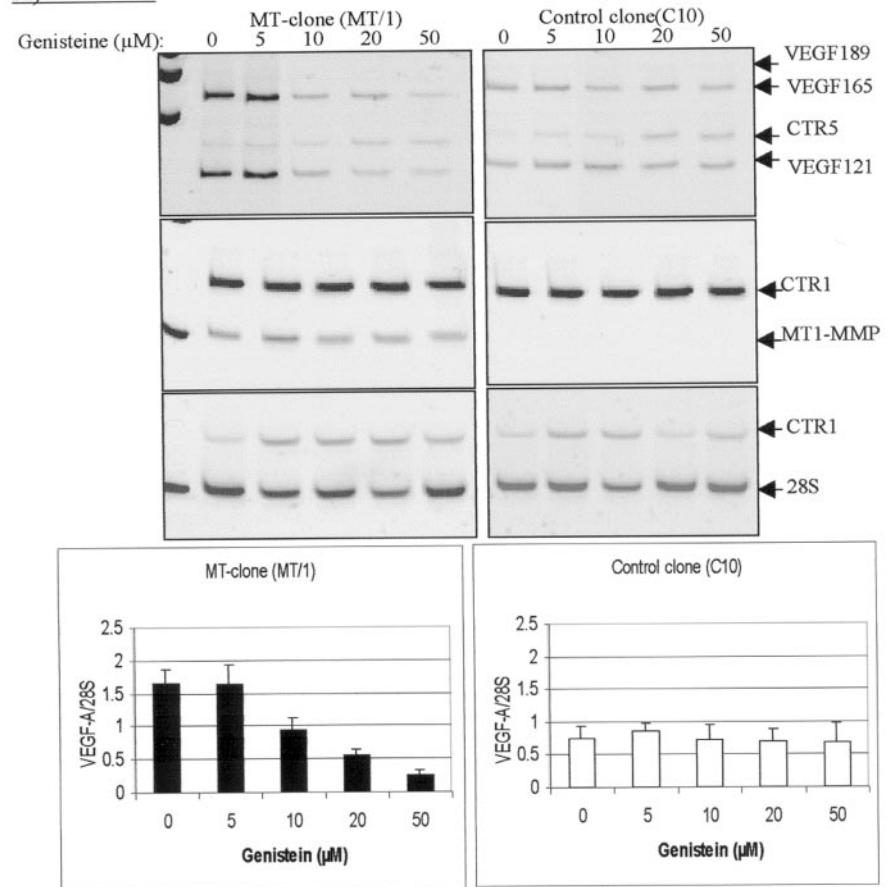 MT-clone (MT/1) Control clone(C10)
Genisteine (µM): 0 5 10 20 50 0 5 10 20 50
VEGF189
VEGF165
CTR5
VEGF121
CTR1
MT1-MMP
CTR1
28S
MT-clone (MT/1)
2.5
2
1.5
1
0.5
0
VEGF-A/28S
0 5 10 20 50
Genistein (µM)
Control clone (C10)
2.5
2
1.5
1
0.5
0
VEGF-A/28S
0 5 10 20 50
Genistein (µM)